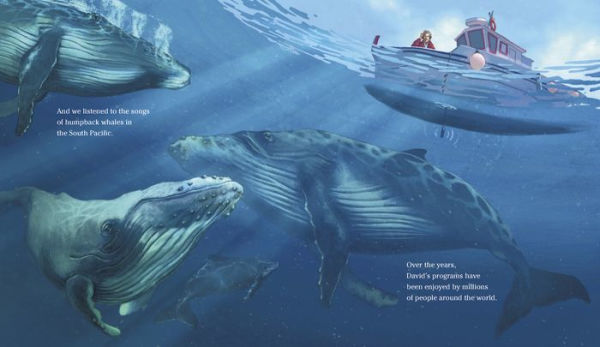 And we listened to the songs
of humpback whales in
the South Pacific.
Over the years,
David's programs have
been enjoyed by millions
of people around the world.